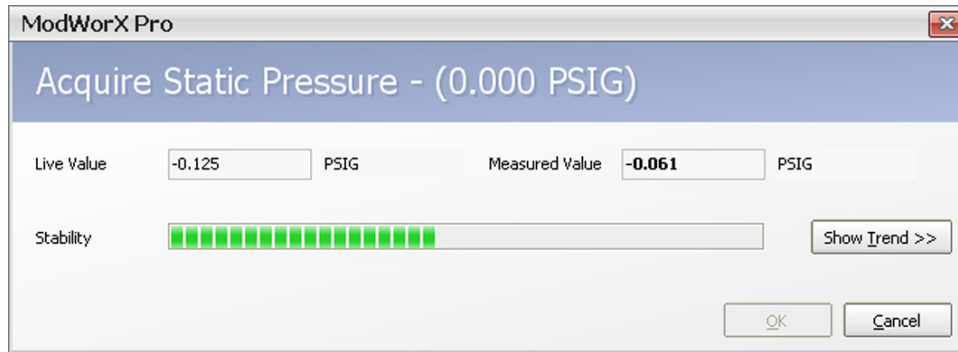 ModWorX Pro
Acquire Static Pressure - (0.000 PSIG)
Live Value -0.125 PSIG Measured Value -0.061 PSIG
Stability Show Trend >>
OK Cancel